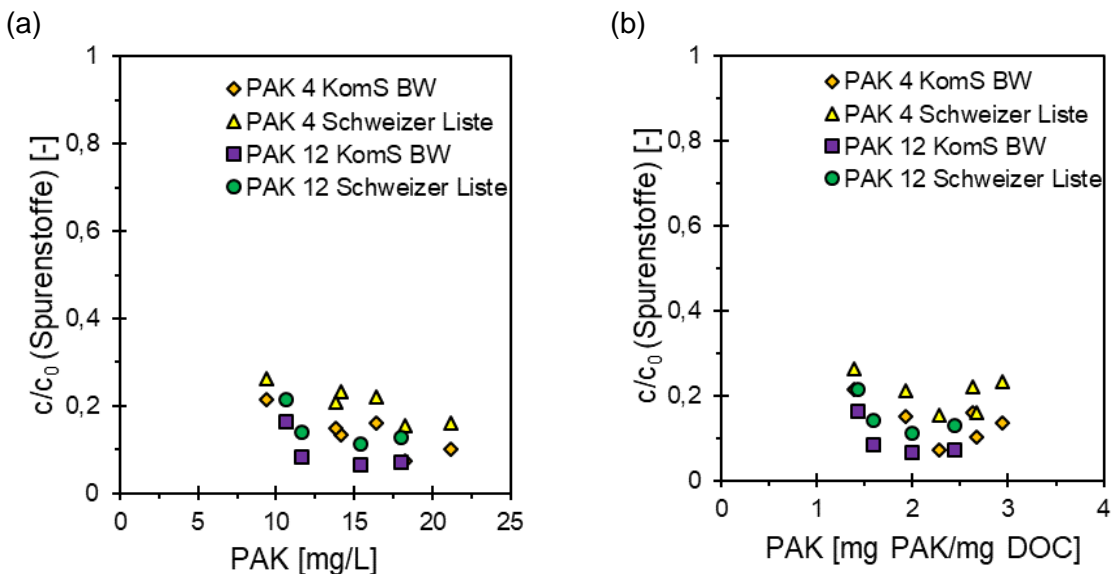 (a)
c/c₀ (Spurenstoffe) [-]
1
0,8
0,6
0,4
0,2
0
PAK 4 KomS BW
PAK 4 Schweizer Liste
PAK 12 KomS BW
PAK 12 Schweizer Liste
0 5 10 15 20 25
PAK [mg/L]
(b)
c/c₀ (Spurenstoffe) [-]
1
0,8
0,6
0,4
0,2
0
PAK 4 KomS BW
PAK 4 Schweizer Liste
PAK 12 KomS BW
PAK 12 Schweizer Liste
0 1 2 3 4
PAK [mg PAK/mg DOC]